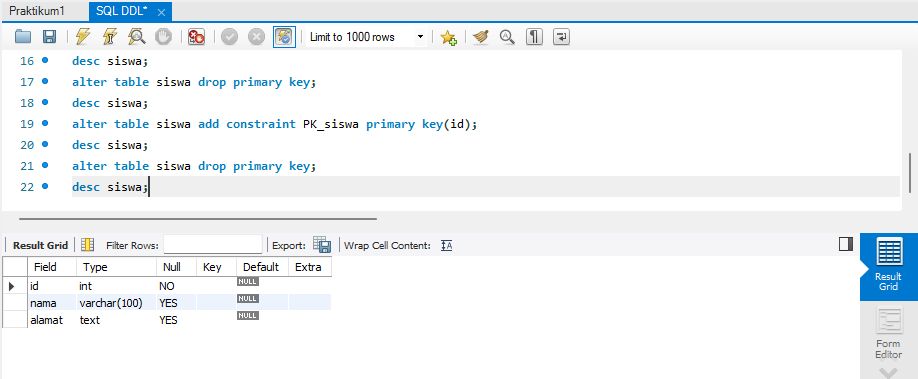 Praktikum1 SQL DDL* ×
Limit to 1000 rows
16 desc siswa;
17 alter table siswa drop primary key;
18 desc siswa;
19 alter table siswa add constraint PK_siswa primary key(id);
20 desc siswa;
21 alter table siswa drop primary key;
22 desc siswa;
Result Grid Filter Rows: Export: Wrap Cell Content:
Field Type Null Key Default Extra
id int NO NULL
nama varchar(100) YES NULL
alamat text YES NULL
Result
Grid
Form
Editor